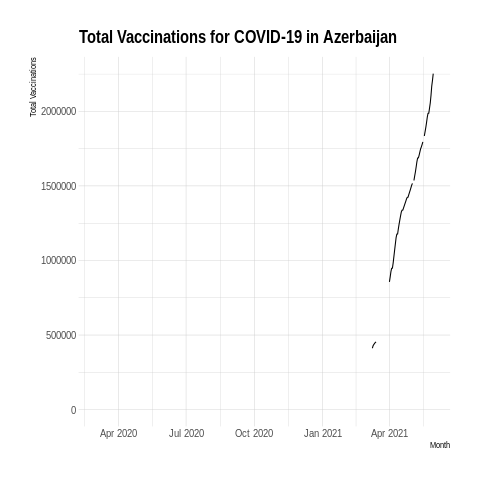 Total Vaccinations for COVID-19 in Azerbaijan
Total Vaccinations
2000000
1500000
1000000
500000
0
Apr 2020 Jul 2020 Oct 2020 Jan 2021 Apr 2021
Month